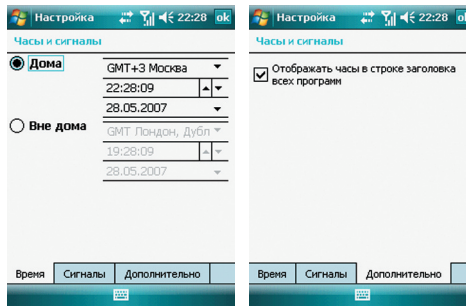 Настройка 22:28 ok
Часы и сигналы
Дома
GMT+3 Москва
22:28:09
28.05.2007
Вне дома
GMT Лондон, Дубл
19:28:09
28.05.2007
Время Сигналы Дополнительно
Настройка 22:28 ok
Часы и сигналы
Отображать часы в строке заголовка
всех программ
Время Сигналы Дополнительно